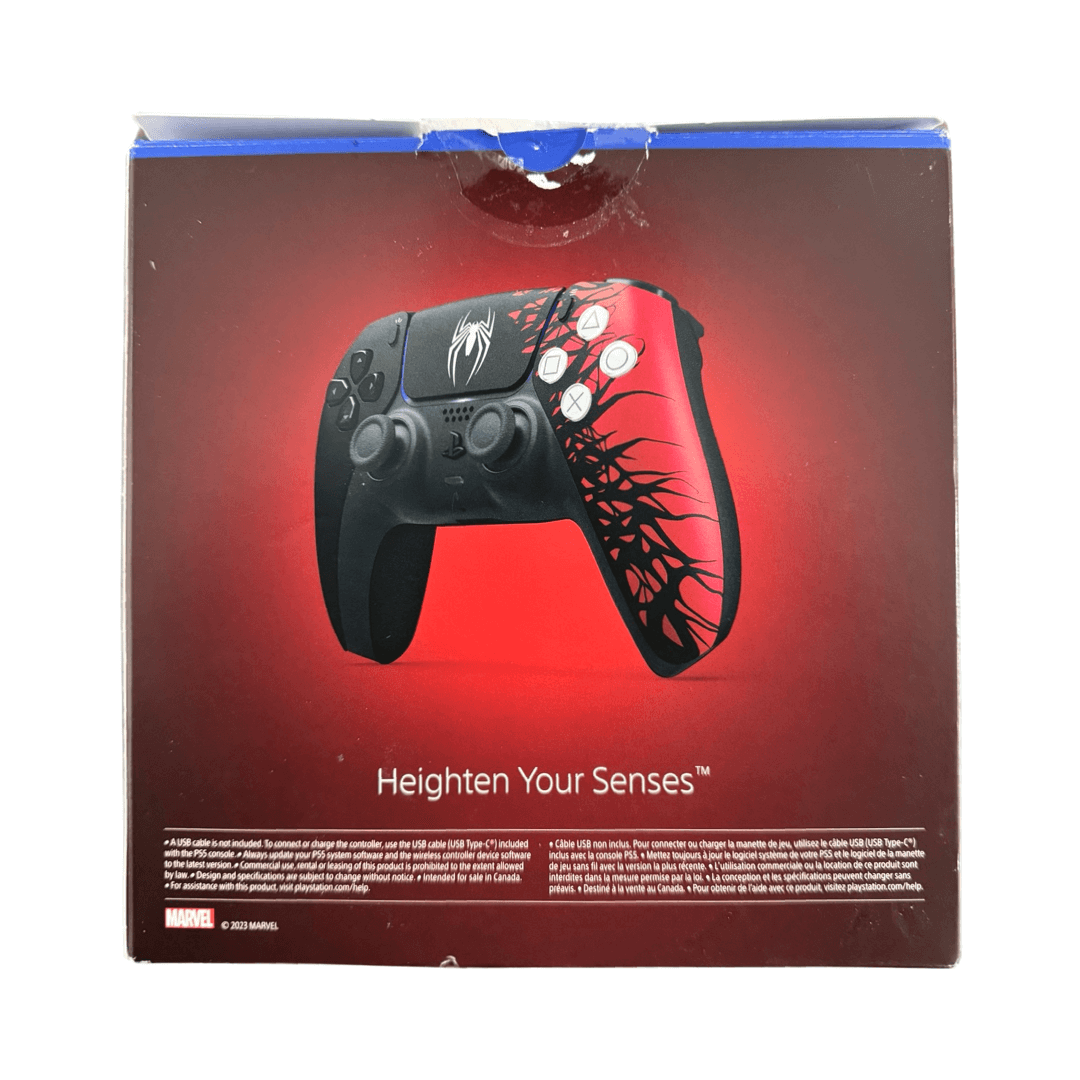 Heighten Your Senses™
• A USB cable is not included. To connect or charge the controller, use the USB cable (USB Type-C®) included
with the PS5 console. • Always update your PS5 system software and the wireless controller device software
to the latest version. • Commercial use, rental or leasing of this product is prohibited to the extent allowed
by law. • Design and specifications are subject to change without notice. • Intended for sale in Canada.
• For assistance with this product, visit playstation.com/help.
• Câble USB non inclus. Pour connecter ou charger la manette de jeu, utilisez le câble USB (USB Type-C®)
inclus avec la console PS5. • Mettez toujours à jour le logiciel système de votre PS5 et le logiciel de la manette
de jeu sans fil avec la version la plus récente. • L'utilisation commerciale ou la location de ce produit sont
interdites dans la mesure permise par la loi. • La conception et les spécifications peuvent changer sans
préavis. • Destiné à la vente au Canada. • Pour obtenir de l'aide avec ce produit, visitez playstation.com/help.
MARVEL © 2023 MARVEL